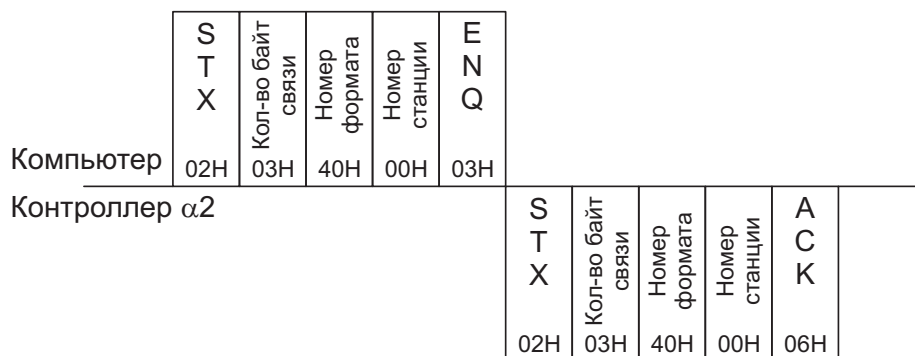 S
T
X
Кол-во байт
связи
Номер
формата
Номер
станции
E
N
Q
Компьютер
02H 03H 40H 00H 03H
Контроллер α2
S
T
X
Кол-во байт
связи
Номер
формата
Номер
станции
A
C
K
02H 03H 40H 00H 06H